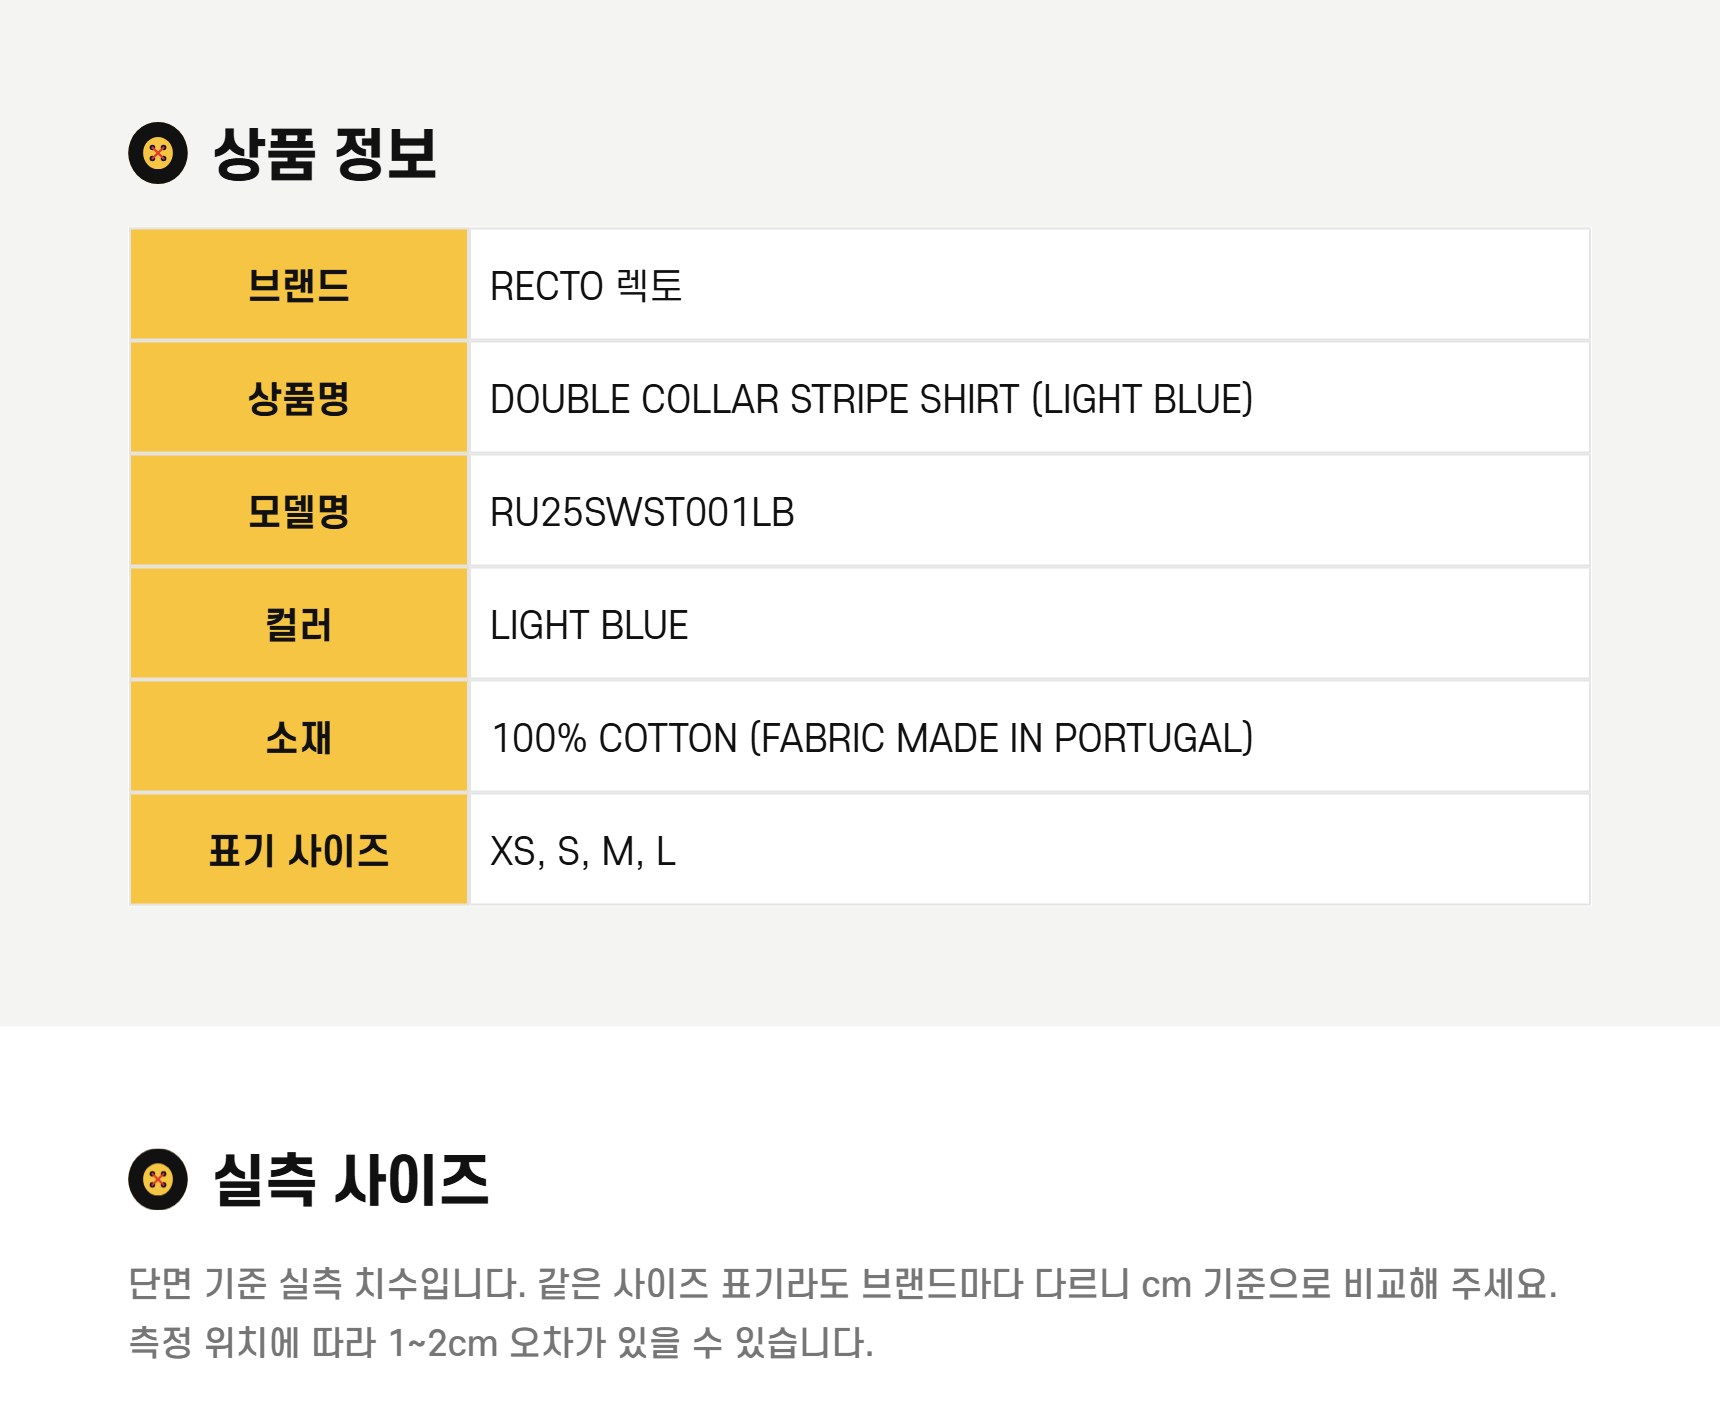 상품 정보
브랜드 RECTO 렉토
상품명 DOUBLE COLLAR STRIPE SHIRT (LIGHT BLUE)
모델명 RU25SWST001LB
컬러 LIGHT BLUE
소재 100% COTTON (FABRIC MADE IN PORTUGAL)
표기 사이즈 XS, S, M, L
실측 사이즈
단면 기준 실측 치수입니다. 같은 사이즈 표기라도 브랜드마다 다르니 cm 기준으로 비교해 주세요.
측정 위치에 따라 1~2cm 오차가 있을 수 있습니다.